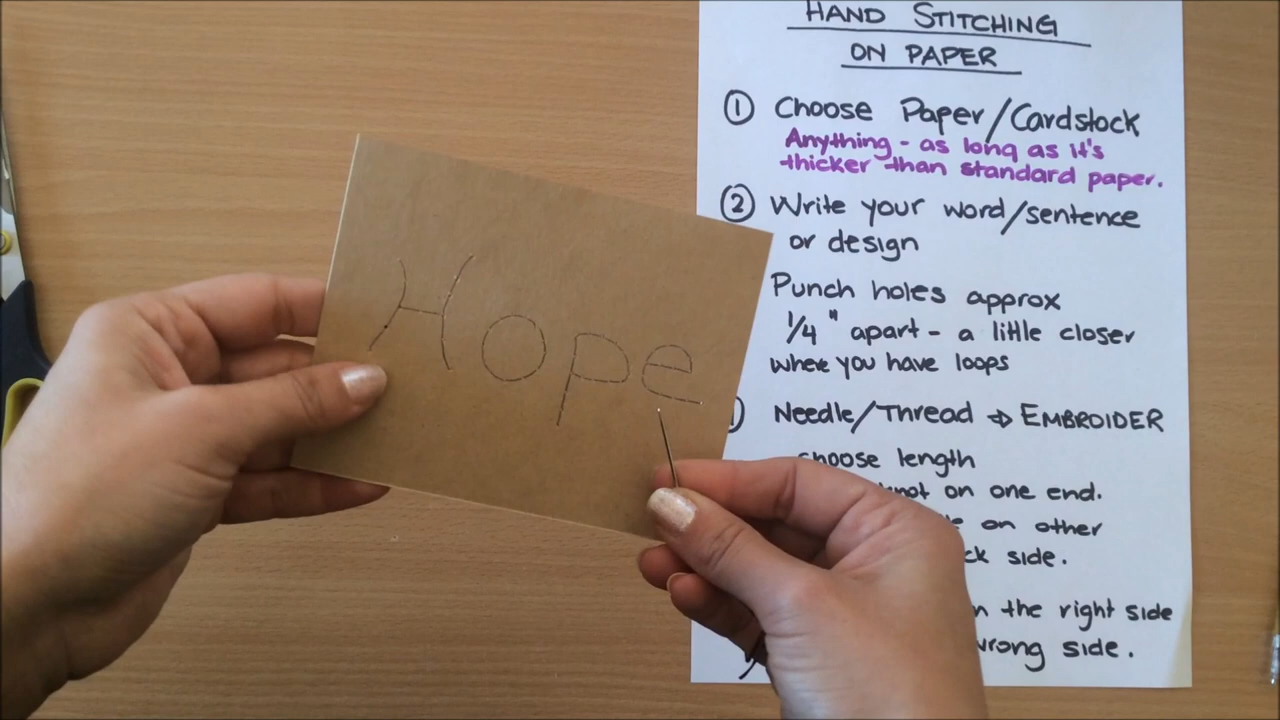 HAND STITCHING
ON PAPER
① Choose Paper/Cardstock
Anything - as long as it's
thicker than standard paper.
② Write your word/sentence
or design
Punch holes approx
1/4" apart - a little closer
where you have loops
Needle/Thread → EMBROIDER
choose length
on one end.
on other
side.
the right side
wrong side.
Hope